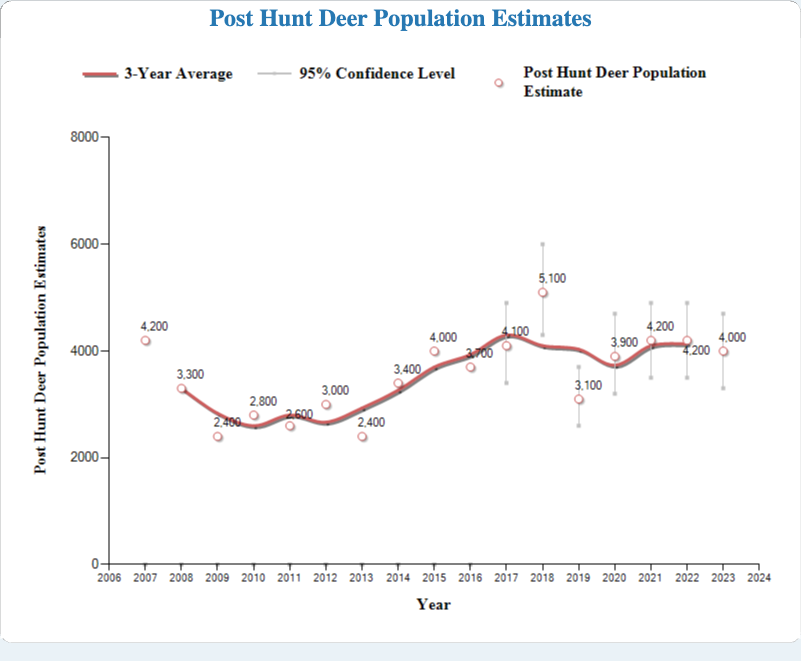 Post Hunt Deer Population Estimates
3-Year Average
95% Confidence Level
Post Hunt Deer Population
Estimate
Post Hunt Deer Population Estimates
8000
6000
4000
2000
0
4,200
3,300
2,400
2,800
2,600
3,000
2,400
3,400
4,000
3,700
4,100
5,100
3,100
3,900
4,200
4,200
4,000
2006 2007 2008 2009 2010 2011 2012 2013 2014 2015 2016 2017 2018 2019 2020 2021 2022 2023 2024
Year